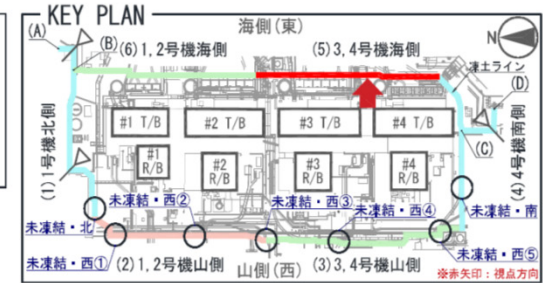 KEY PLAN
海側(東)
N
(A)
(B)
(6)1,2号機海側
(5)3,4号機海側
凍土ライン
(D)
#1 T/B
#2 T/B
#3 T/B
#4 T/B
(C)
#1
R/B
#2
R/B
#3
R/B
#4
R/B
(1)1号機北側
(4)4号機南側
未凍結・西②
未凍結・西③
未凍結・西④
未凍結・南
未凍結・北
未凍結・西①
(2)1,2号機山側
山側(西)
(3)3,4号機山側
未凍結・西⑤
※赤矢印：視点方向